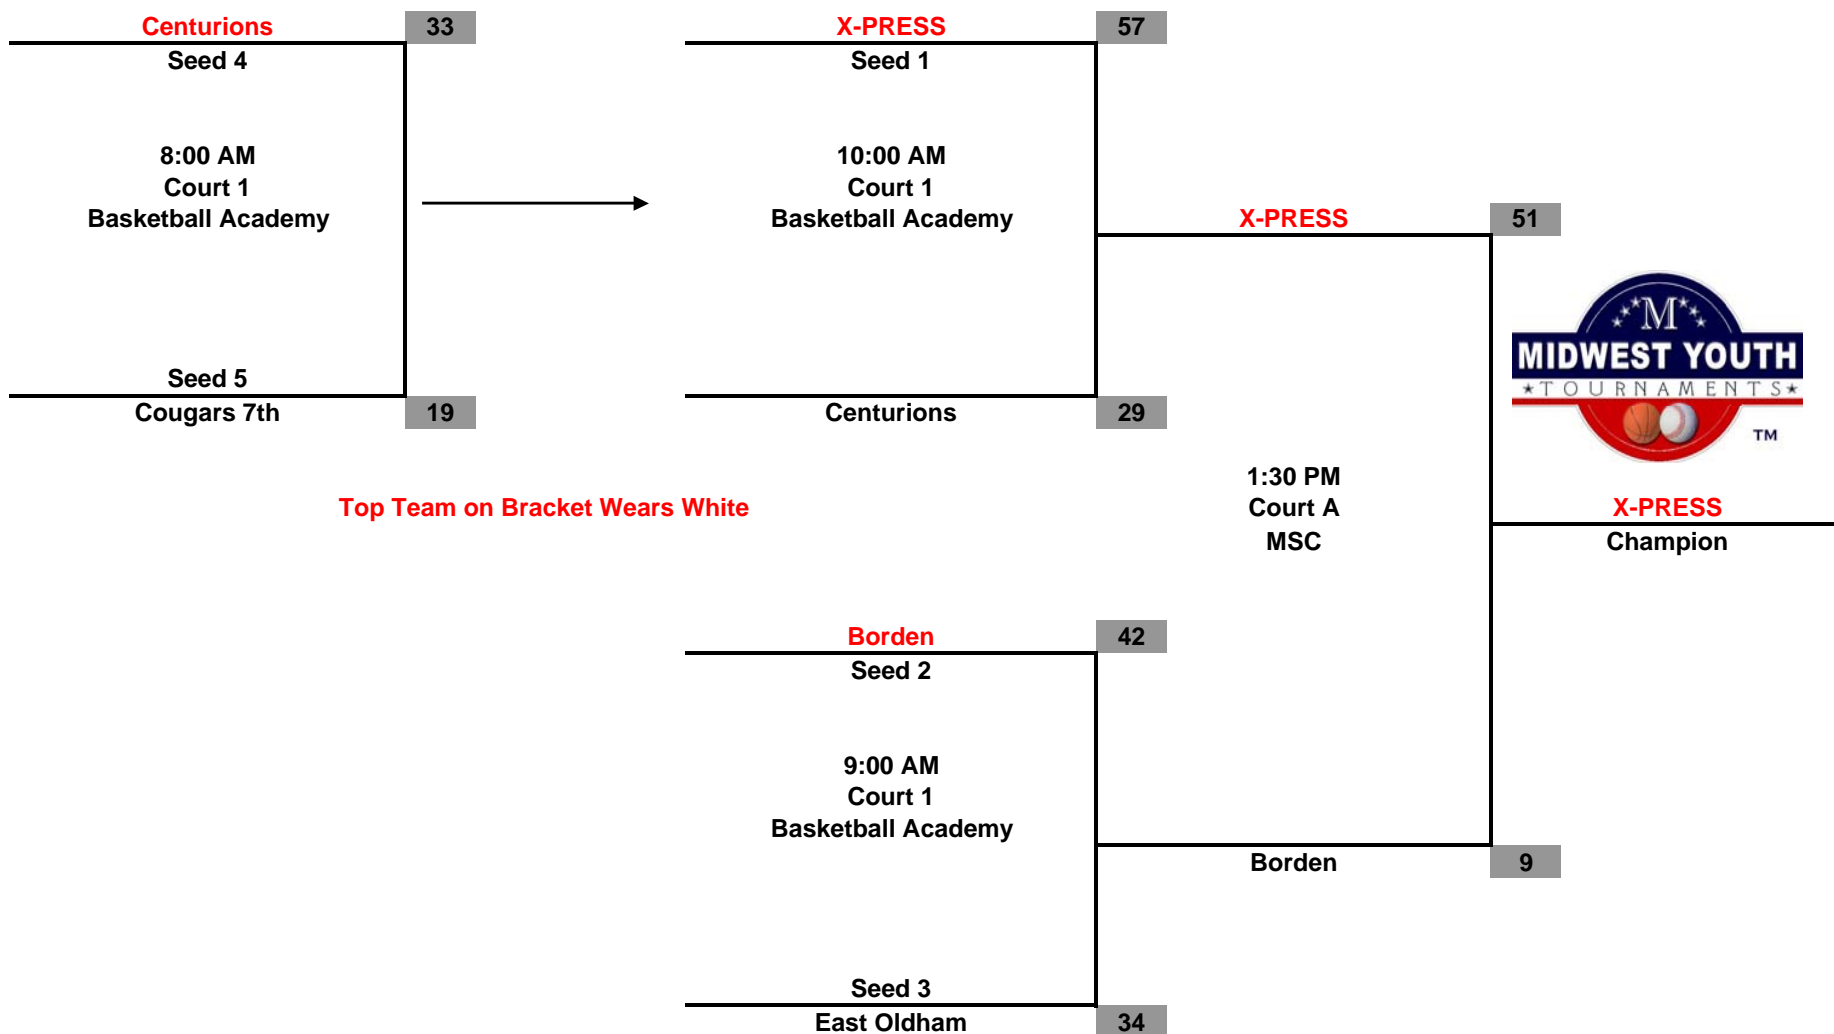 Centurions 33
Seed 4
8:00 AM
Court 1
Basketball Academy
Seed 5
Cougars 7th 19
X-PRESS 57
Seed 1
10:00 AM
Court 1
Basketball Academy
Centurions 29
Top Team on Bracket Wears White
Borden 42
Seed 2
9:00 AM
Court 1
Basketball Academy
Seed 3
East Oldham 34
X-PRESS 51
1:30 PM
Court A
MSC
Borden 9
M
MIDWEST YOUTH
TOURNAMENTS
TM
X-PRESS
Champion